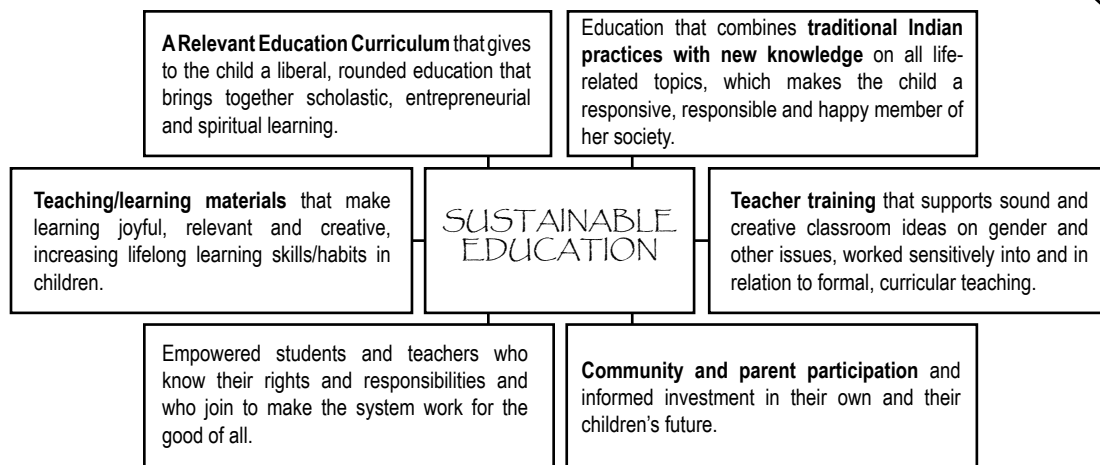 A Relevant Education Curriculum that gives
to the child a liberal, rounded education that
brings together scholastic, entrepreneurial
and spiritual learning.
Education that combines traditional Indian
practices with new knowledge on all life-
related topics, which makes the child a
responsive, responsible and happy member of
her society.
Teaching/learning materials that make
learning joyful, relevant and creative,
increasing lifelong learning skills/habits in
children.
SUSTAINABLE
EDUCATION
Teacher training that supports sound and
creative classroom ideas on gender and
other issues, worked sensitively into and in
relation to formal, curricular teaching.
Empowered students and teachers who
know their rights and responsibilities and
who join to make the system work for the
good of all.
Community and parent participation and
informed investment in their own and their
children's future.